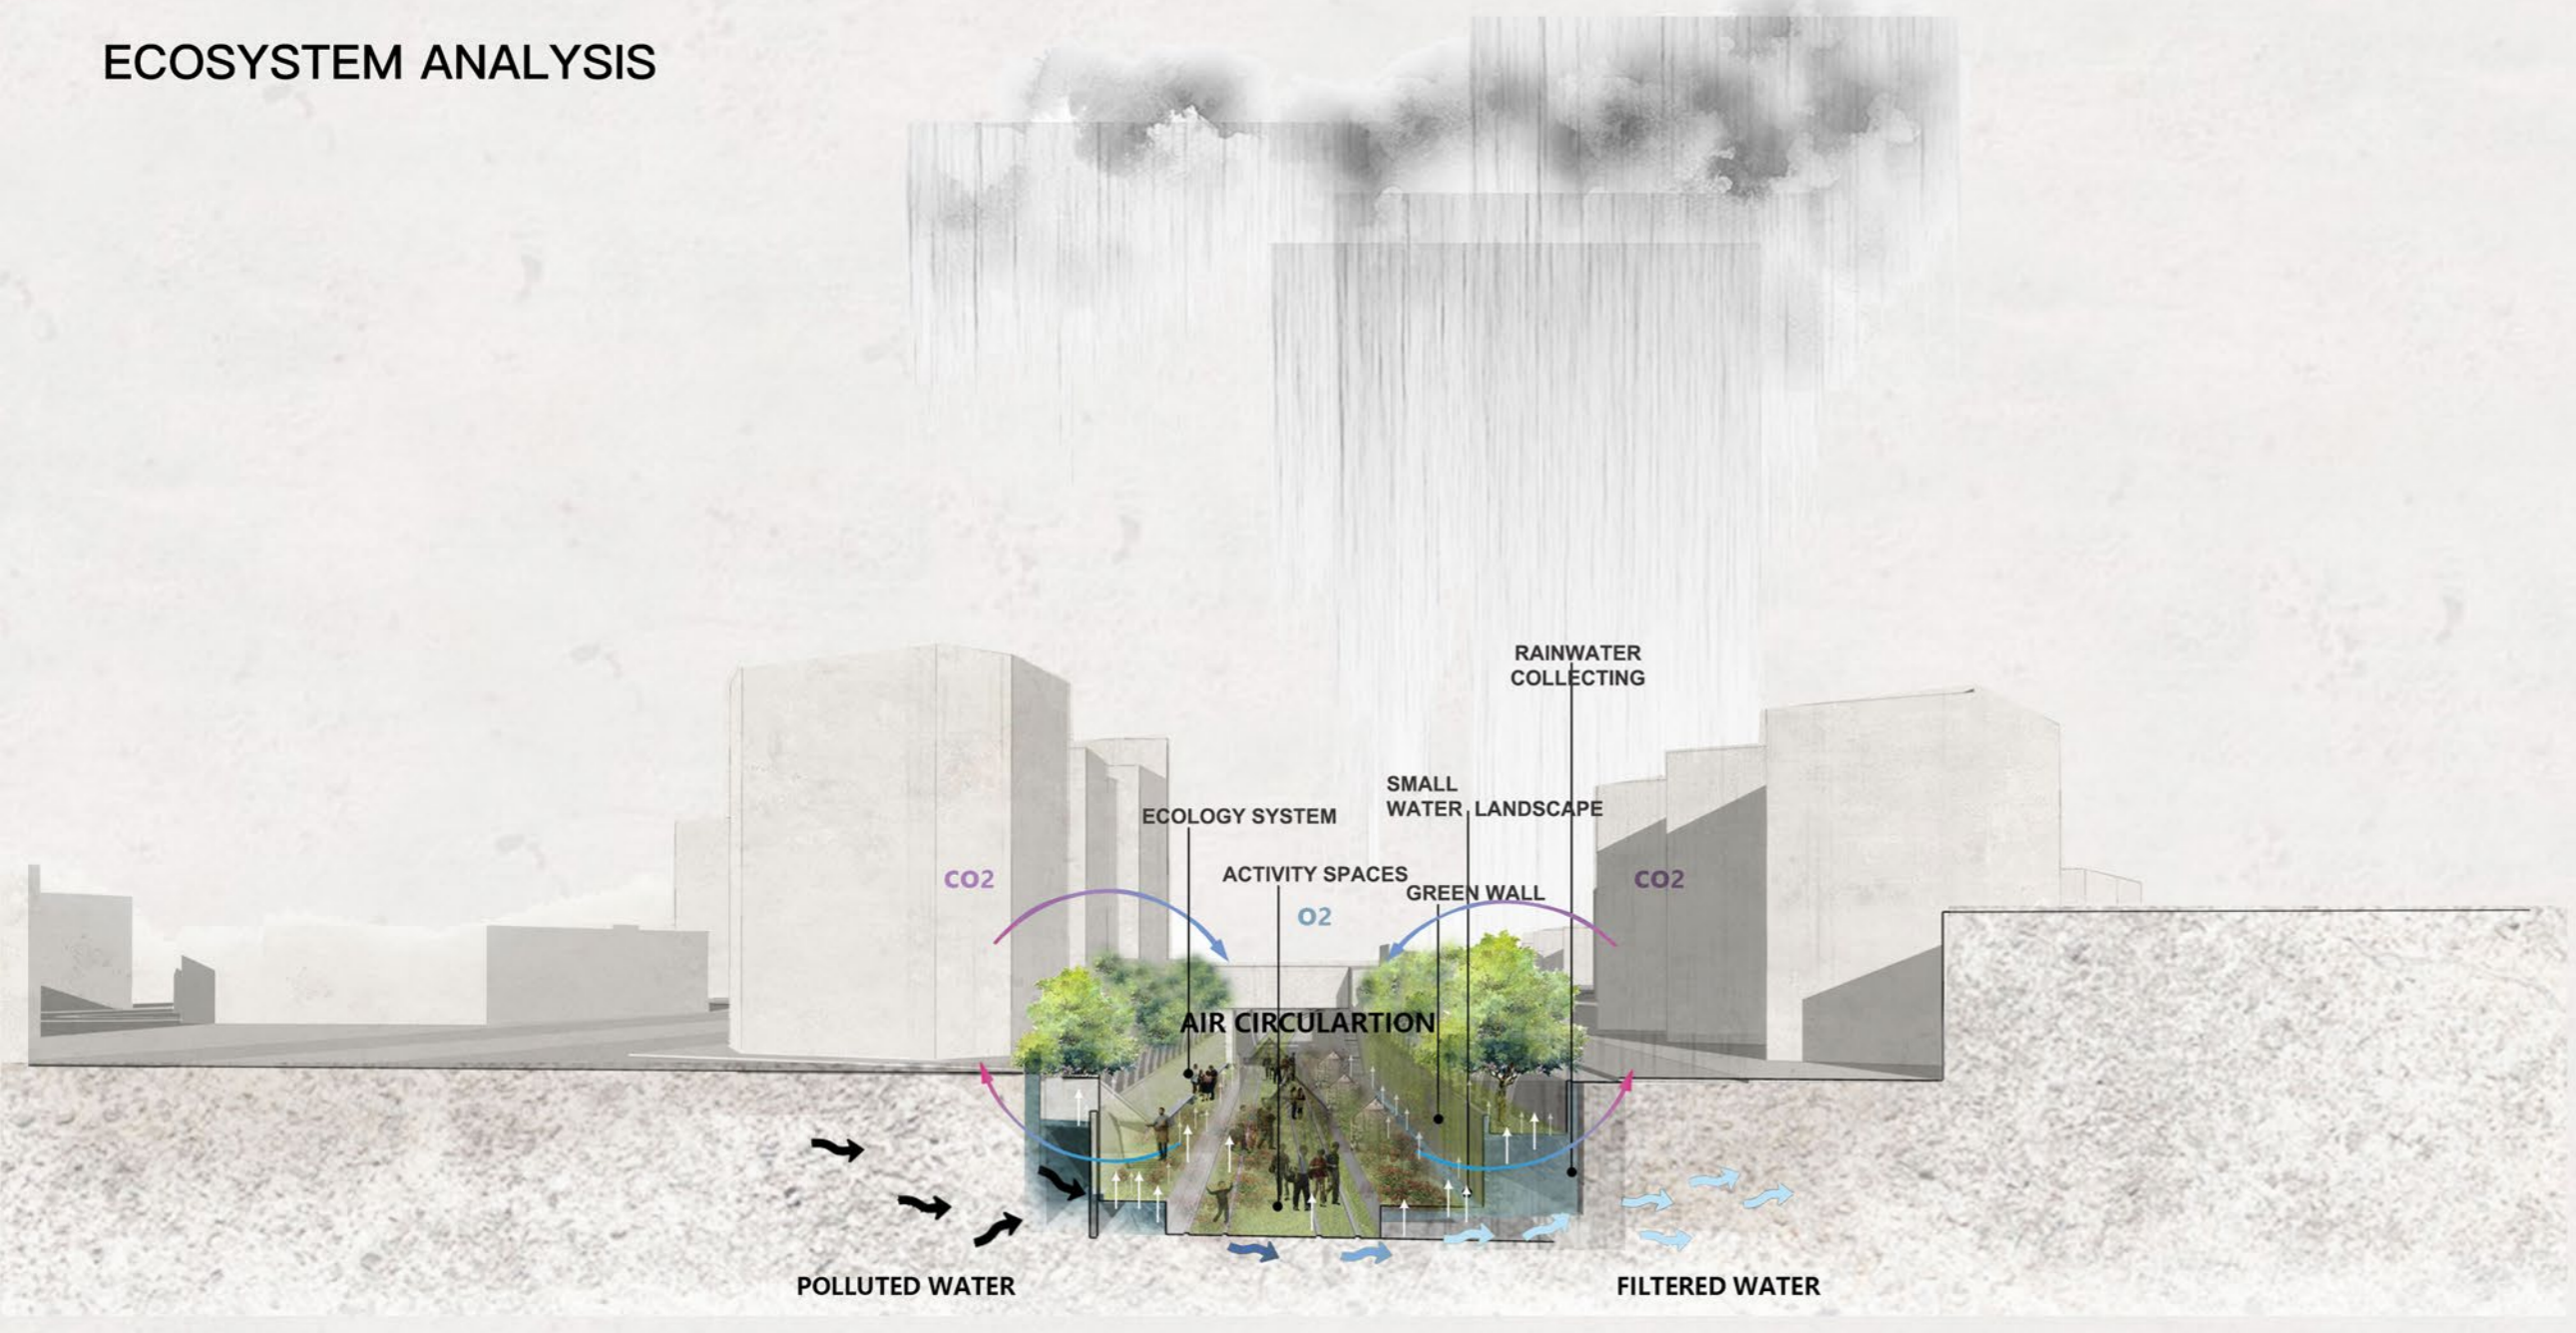 ECOSYSTEM ANALYSIS
RAINWATER
COLLECTING
SMALL
WATER LANDSCAPE
ECOLOGY SYSTEM
ACTIVITY SPACES
GREEN WALL
CO2
O2
CO2
AIR CIRCULARTION
POLLUTED WATER
FILTERED WATER